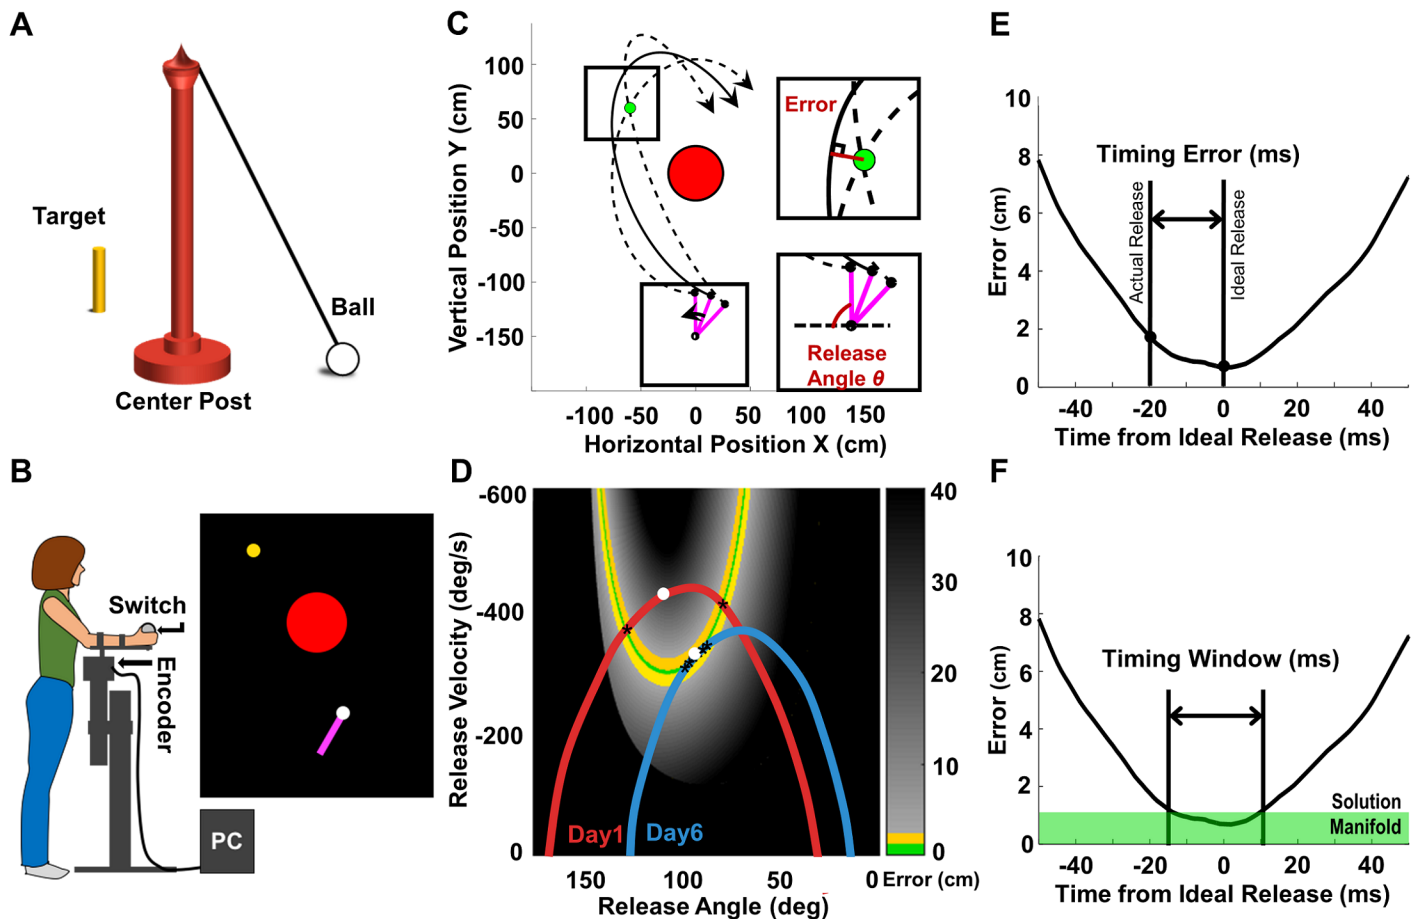 A
Target
Ball
Center Post
B
Switch
Encoder
PC
C
Vertical Position Y (cm)
100
50
0
-50
-100
-150
-100
-50
0
50
100
150
Horizontal Position X (cm)
Error
Release
Angle θ
D
Release Velocity (deg/s)
-600
-400
-200
0
Day1
Day6
150
100
50
0
Release Angle (deg)
40
30
20
10
0
Error (cm)
E
Error (cm)
10
8
6
4
2
0
Timing Error (ms)
Actual Release
Ideal Release
-40
-20
0
20
40
Time from Ideal Release (ms)
F
Error (cm)
10
8
6
4
2
0
Timing Window (ms)
Solution
Manifold
-40
-20
0
20
40
Time from Ideal Release (ms)